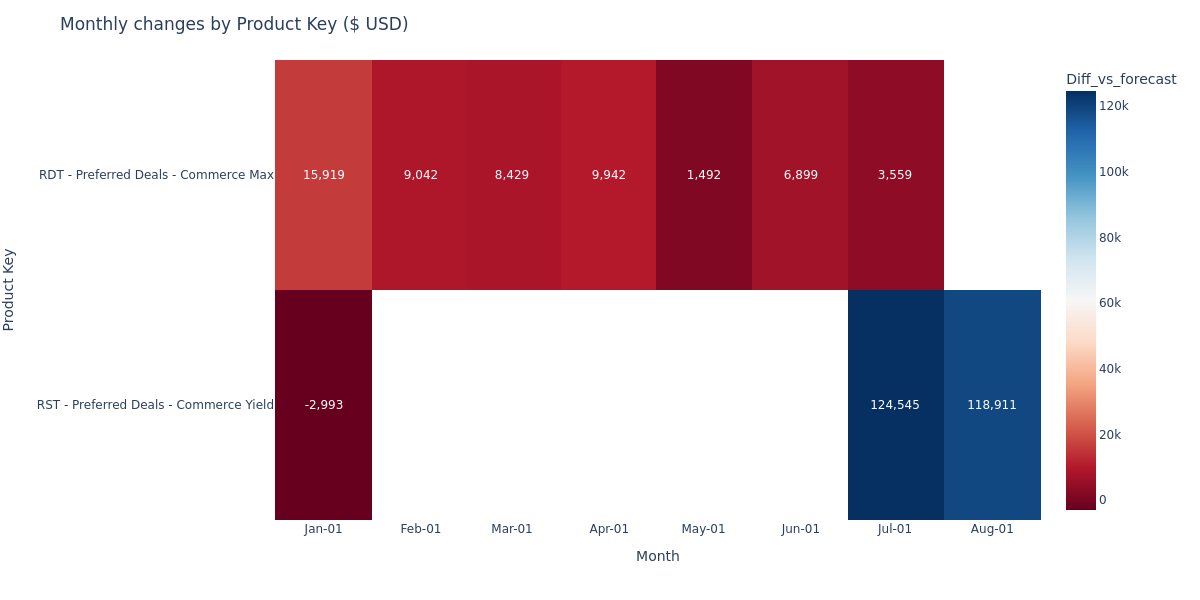 Monthly changes by Product Key ($ USD)
Diff_vs_forecast
120k
100k
80k
60k
40k
20k
0
Product Key
RDT - Preferred Deals - Commerce Max
15,919 9,042 8,429 9,942 1,492 6,899 3,559
RST - Preferred Deals - Commerce Yield
-2,993 124,545 118,911
Jan-01 Feb-01 Mar-01 Apr-01 May-01 Jun-01 Jul-01 Aug-01
Month